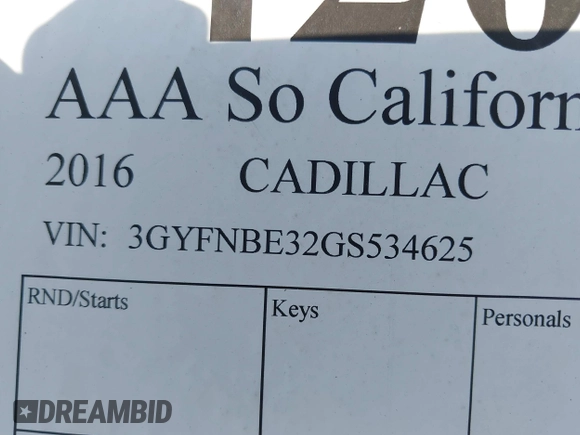 AAA So Californ
2016 CADILLAC
VIN: 3GYFNBE32GS534625
RND/Starts
Keys
Personals
DREAMBID